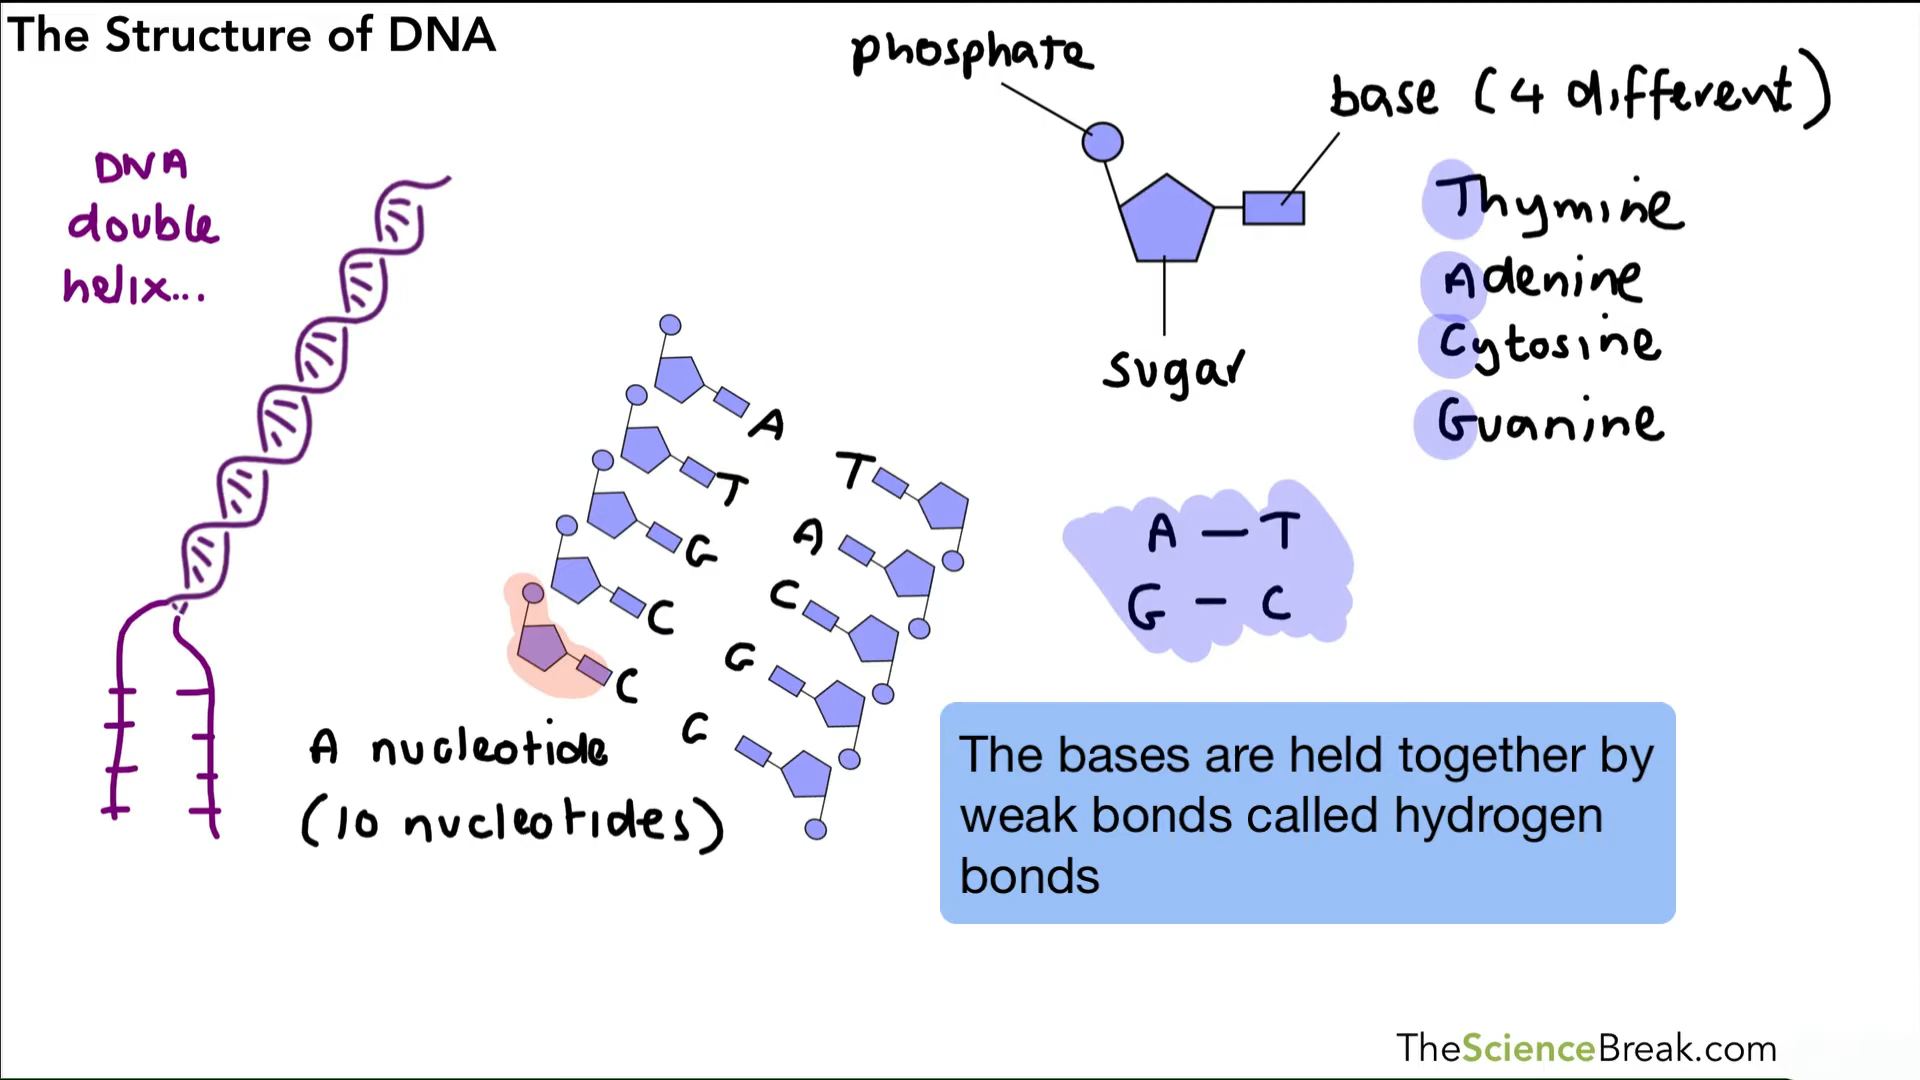 The Structure of DNA
phosphate
base (4 different)
DNA
double
helix...
Thymine
Adenine
Cytosine
Guanine
sugar
A
T
G
C
C
T
A
C
G
G
A – T
G – C
A nucleotide
(10 nucleotides)
The bases are held together by
weak bonds called hydrogen
bonds
TheScienceBreak.com